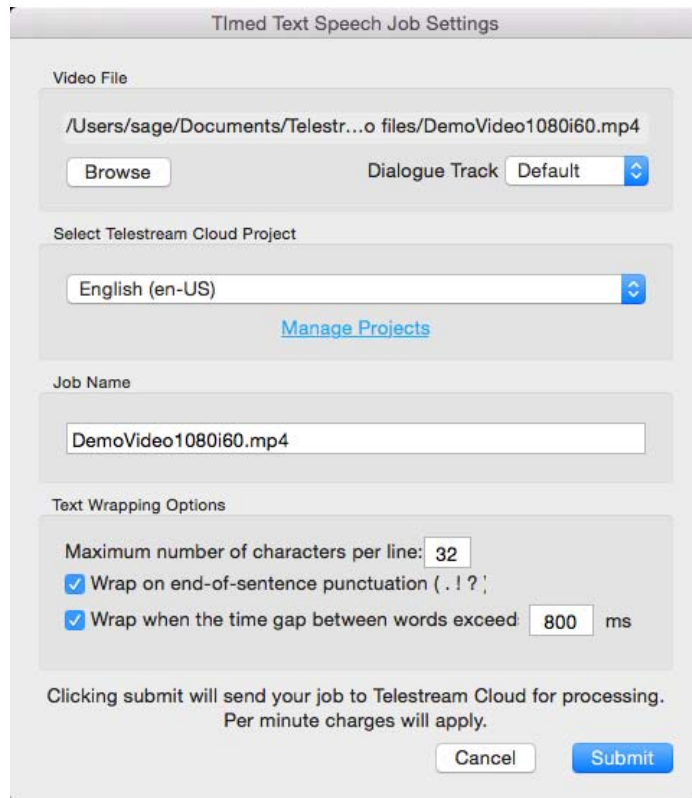 TImed Text Speech Job Settings
Video File
/Users/sage/Documents/Telestr...o files/DemoVideo1080i60.mp4
Browse Dialogue Track Default
Select Telestream Cloud Project
English (en-US)
Manage Projects
Job Name
DemoVideo1080i60.mp4
Text Wrapping Options
Maximum number of characters per line: 32
Wrap on end-of-sentence punctuation ( . ! ? )
Wrap when the time gap between words exceed 800 ms
Clicking submit will send your job to Telestream Cloud for processing.
Per minute charges will apply.
Cancel Submit